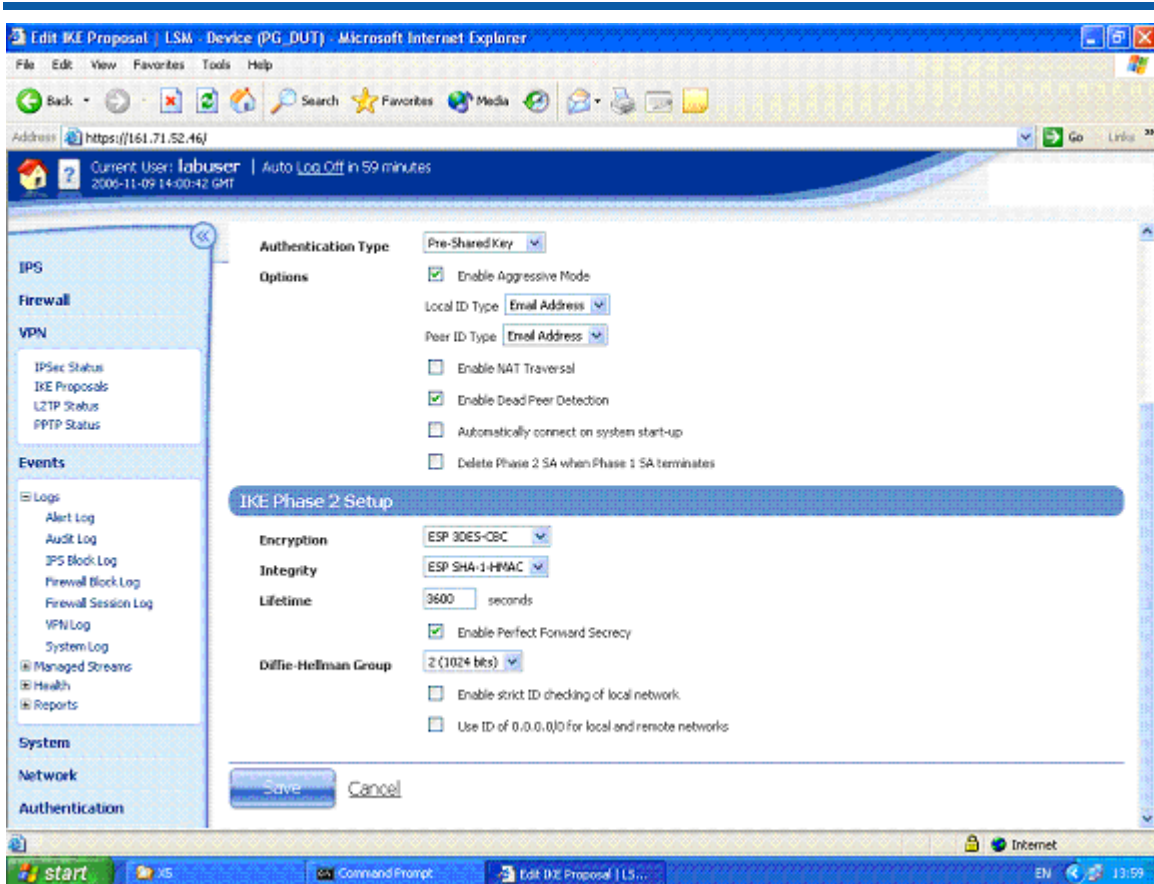 Edit IKE Proposal | LSM - Device (PG_DUT) - Microsoft Internet Explorer
File Edit View Favorites Tools Help
Back Search Favorites Media
Address https://161.71.52.46/ Go Links »
Current User: labuser | Auto Log Off in 59 minutes
2006-11-09 14:00:42 GMT
IPS
Firewall
VPN
IPSec Status
IKE Proposals
L2TP Status
PPTP Status
Events
Logs
Alert Log
Audit Log
IPS Block Log
Firewall Block Log
Firewall Session Log
VPN Log
System Log
Managed Streams
Health
Reports
System
Network
Authentication
Authentication Type Pre-Shared Key
Options Enable Aggressive Mode
Local ID Type Email Address
Peer ID Type Email Address
Enable NAT Traversal
Enable Dead Peer Detection
Automatically connect on system start-up
Delete Phase 2 SA when Phase 1 SA terminates
IKE Phase 2 Setup
Encryption ESP 3DES-CBC
Integrity ESP SHA-1-HMAC
Lifetime 3600 seconds
Enable Perfect Forward Secrecy
Diffie-Hellman Group 2 (1024 bits)
Enable strict ID checking of local network
Use ID of 0.0.0.0/0 for local and remote networks
Save Cancel
Internet
start X5 Command Prompt Edit IKE Proposal | LS... EN 13:59